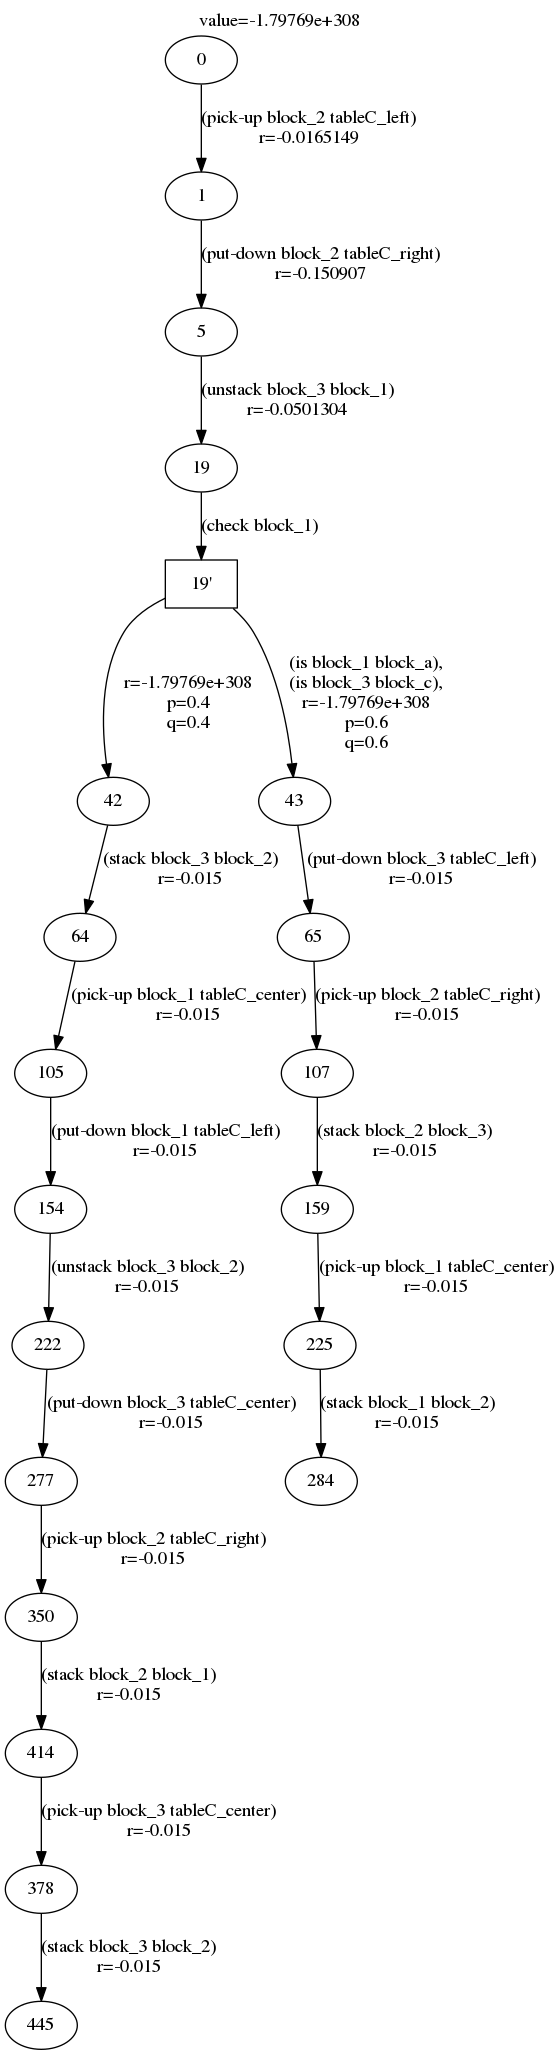 value=-1.79769e+308
0
(pick-up block_2 tableC_left)
r=-0.0165149
1
(put-down block_2 tableC_right)
r=-0.150907
5
(unstack block_3 block_1)
r=-0.0501304
19
(check block_1)
19'
r=-1.79769e+308
p=0.4
q=0.4
(is block_1 block_a),
(is block_3 block_c),
r=-1.79769e+308
p=0.6
q=0.6
42
43
(stack block_3 block_2)
r=-0.015
(put-down block_3 tableC_left)
r=-0.015
64
65
(pick-up block_1 tableC_center)
r=-0.015
(pick-up block_2 tableC_right)
r=-0.015
105
107
(put-down block_1 tableC_left)
r=-0.015
(stack block_2 block_3)
r=-0.015
154
159
(unstack block_3 block_2)
r=-0.015
(pick-up block_1 tableC_center)
r=-0.015
222
225
(put-down block_3 tableC_center)
r=-0.015
(stack block_1 block_2)
r=-0.015
277
284
(pick-up block_2 tableC_right)
r=-0.015
350
(stack block_2 block_1)
r=-0.015
414
(pick-up block_3 tableC_center)
r=-0.015
378
(stack block_3 block_2)
r=-0.015
445